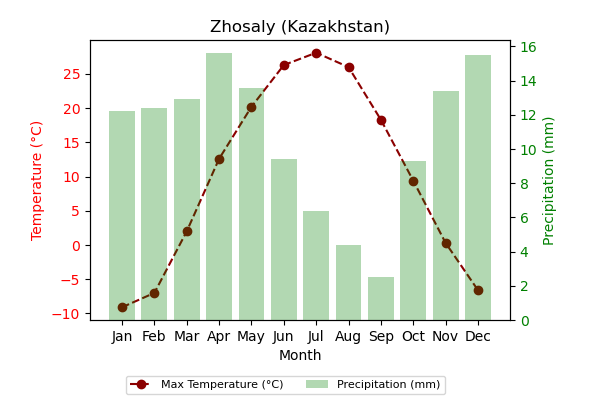 Zhosaly (Kazakhstan)
Temperature (°C)
25
20
15
10
5
0
−5
−10
16
14
12
10
8
6
4
2
0
Precipitation (mm)
Jan Feb Mar Apr May Jun Jul Aug Sep Oct Nov Dec
Month
Max Temperature (°C) Precipitation (mm)